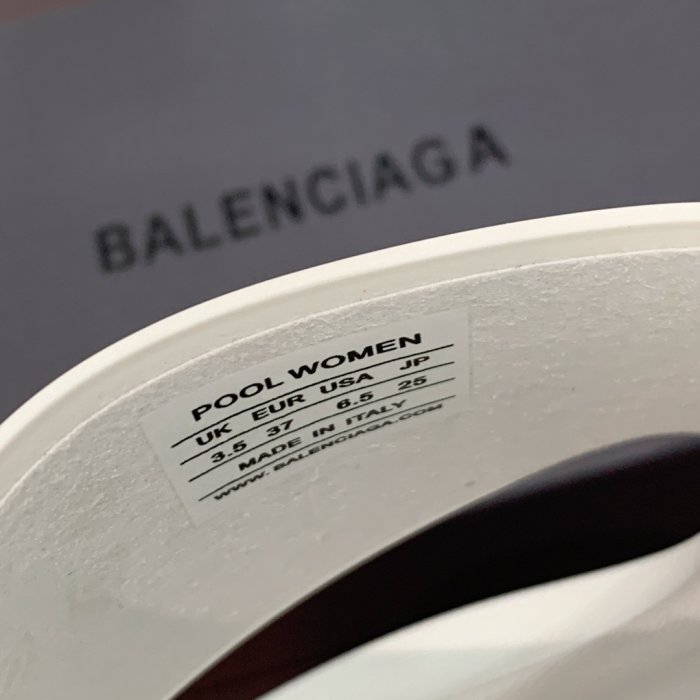 BALENCIAGA
POOL WOMEN
UK EUR USA JP
3.5 37 6.5 25
MADE IN ITALY
WWW. BALENCIAGA.COM